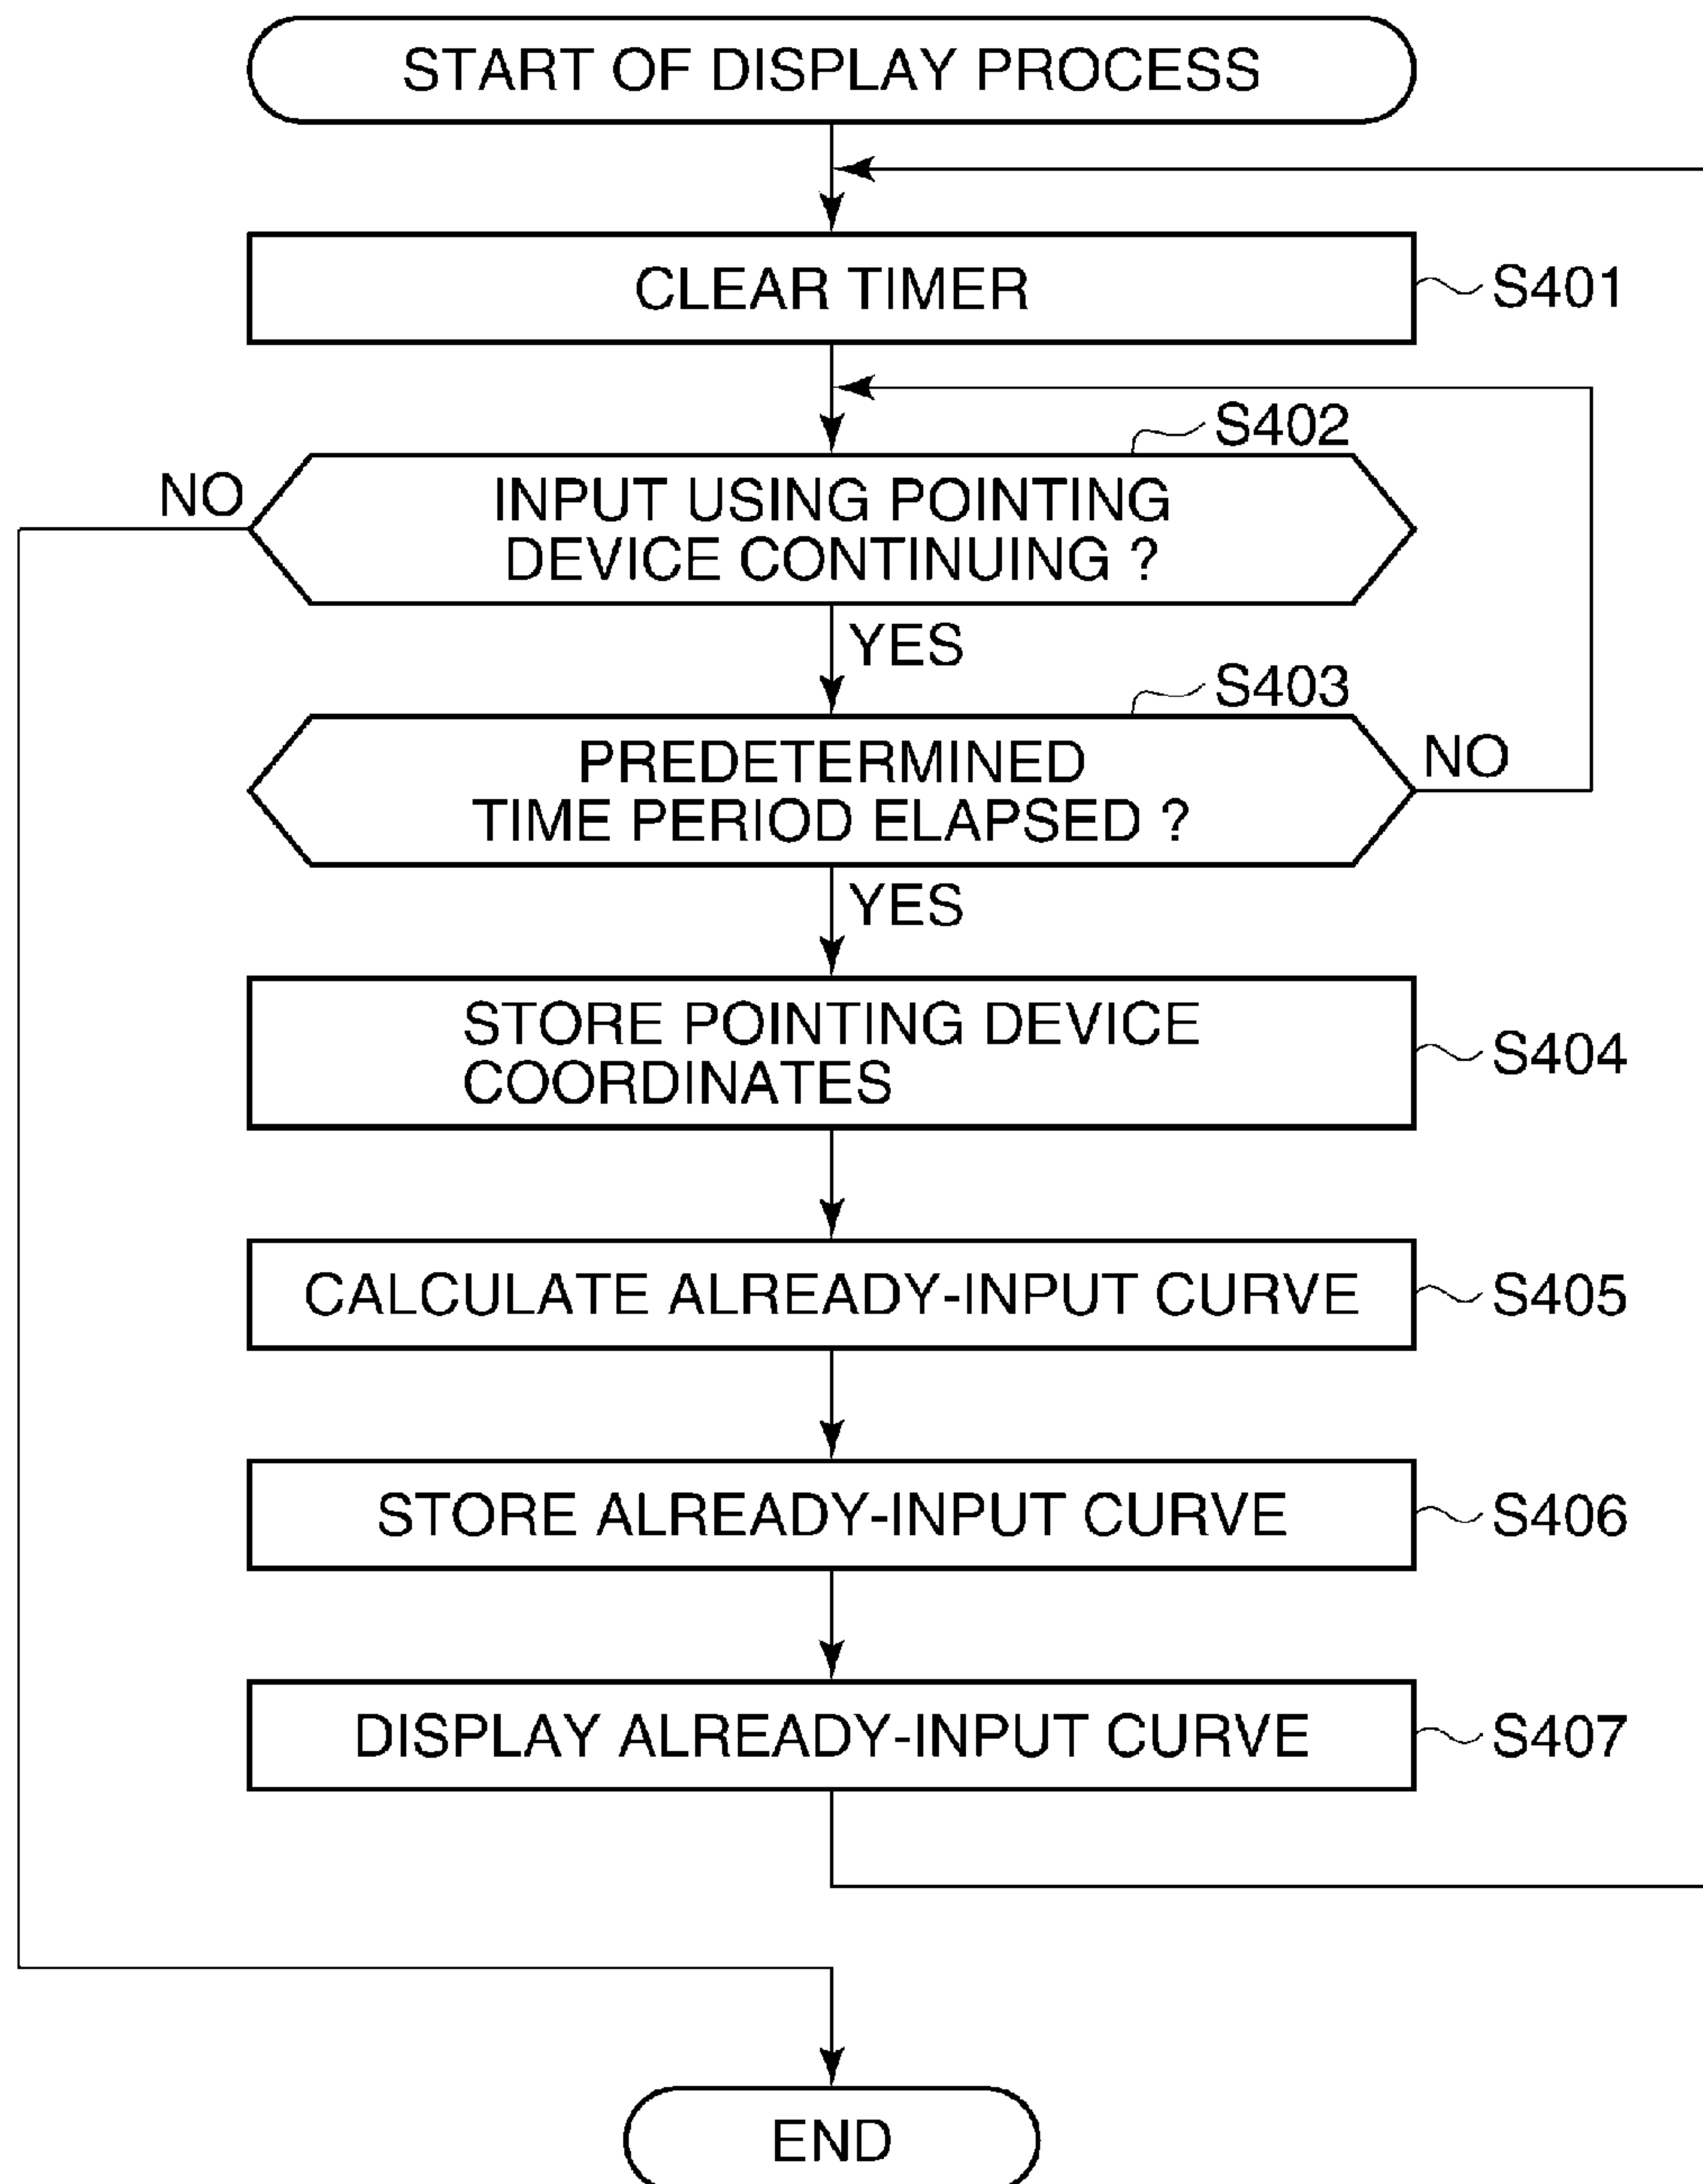 START OF DISPLAY PROCESS
CLEAR TIMER
S401
S402
NO
INPUT USING POINTING
DEVICE CONTINUING ?
YES
S403
PREDETERMINED
TIME PERIOD ELAPSED ?
NO
YES
STORE POINTING DEVICE
COORDINATES
S404
CALCULATE ALREADY-INPUT CURVE
S405
STORE ALREADY-INPUT CURVE
S406
DISPLAY ALREADY-INPUT CURVE
S407
END